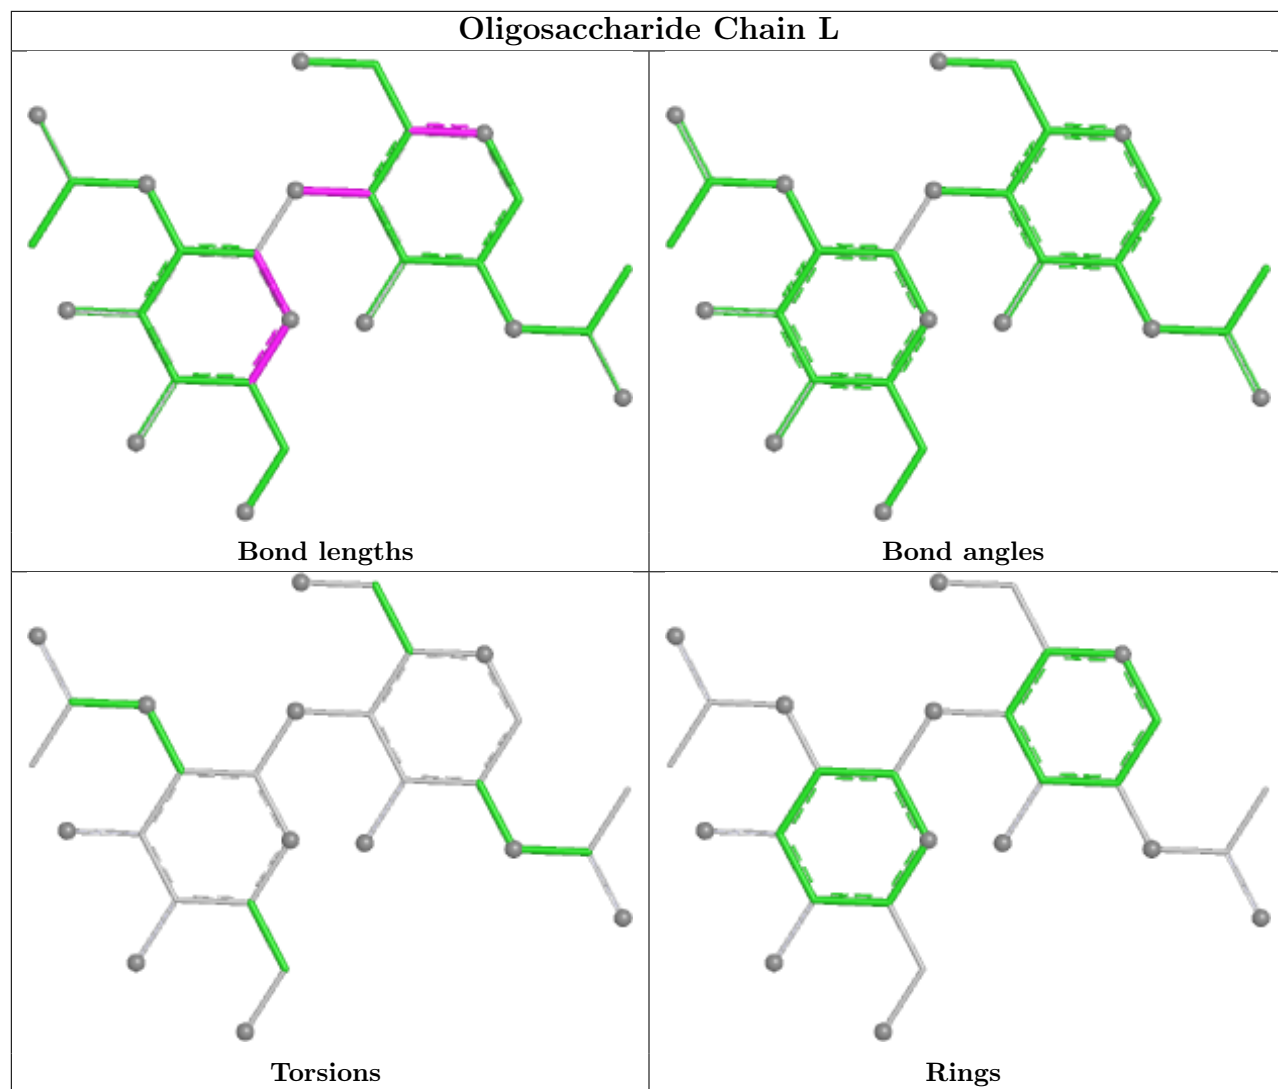 Oligosaccharide Chain L
Bond lengths
Bond angles
Torsions
Rings